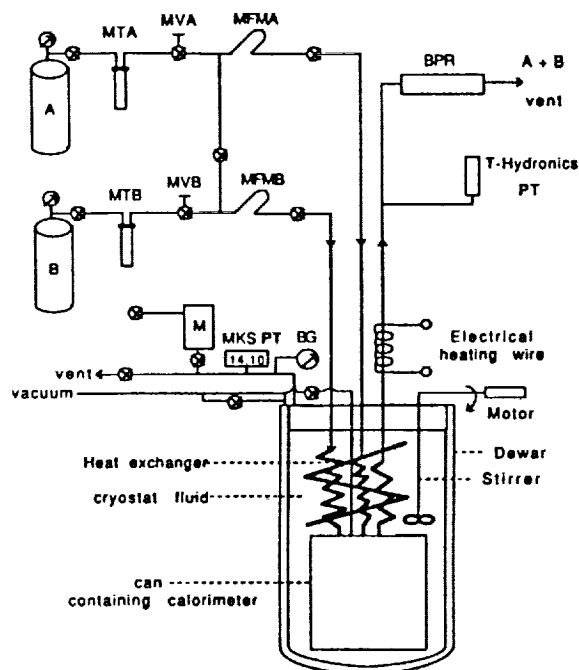 MTA
MVA
MFMA
BPR
A + B
vent
A
T-Hydronics
PT
MTB
MVB
MFMB
B
M
MKS PT
BG
14.10
Electrical
heating wire
vent
vacuum
Motor
Heat exchanger
Dewar
Stirrer
cryostat fluid
can
containing calorimeter